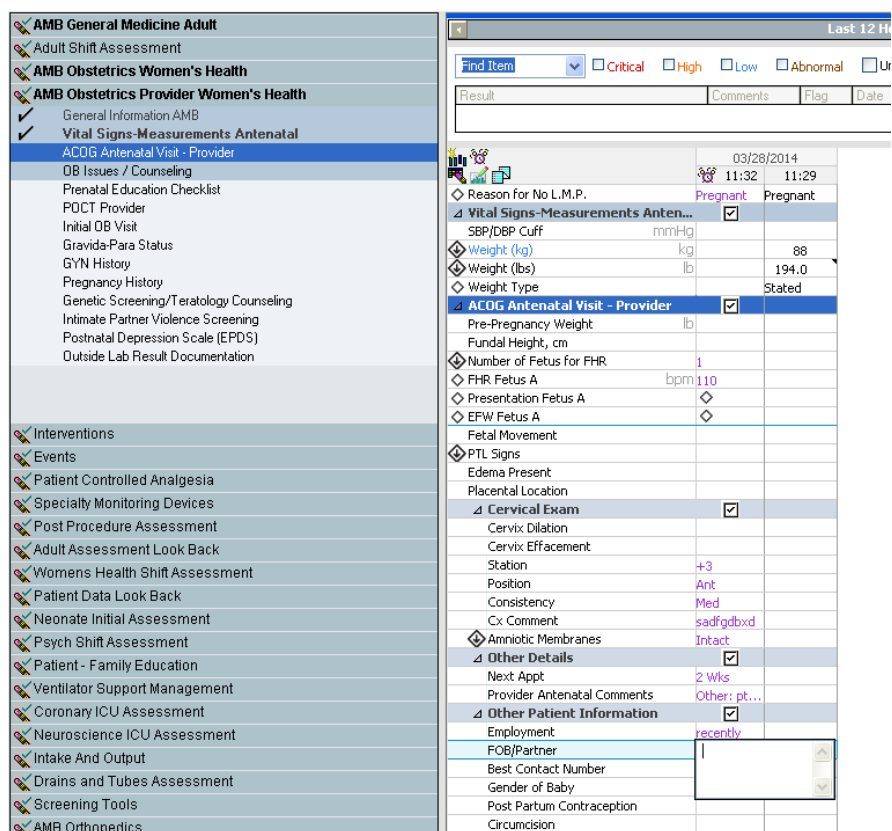 AMB General Medicine Adult
Adult Shift Assessment
AMB Obstetrics Women's Health
AMB Obstetrics Provider Women's Health
General Information AMB
Vital Signs-Measurements Antenatal
ACOG Antenatal Visit - Provider
OB Issues / Counseling
Prenatal Education Checklist
POCT Provider
Initial OB Visit
Gravida-Para Status
GYN History
Pregnancy History
Genetic Screening/Teratology Counseling
Intimate Partner Violence Screening
Postnatal Depression Scale (EPDS)
Outside Lab Result Documentation
Interventions
Events
Patient Controlled Analgesia
Specialty Monitoring Devices
Post Procedure Assessment
Adult Assessment Look Back
Womens Health Shift Assessment
Patient Data Look Back
Neonate Initial Assessment
Psych Shift Assessment
Patient - Family Education
Ventilator Support Management
Coronary ICU Assessment
Neuroscience ICU Assessment
Intake And Output
Drains and Tubes Assessment
Screening Tools
AMB Orthopedics
Last 12 Ho
Find Item Critical High Low Abnormal Un
Result Comments Flag Date
03/28/2014
11:32 11:29
Reason for No L.M.P. Pregnant Pregnant
Vital Signs-Measurements Anten...
SBP/DBP Cuff mmHg
Weight (kg) kg 88
Weight (lbs) lb 194.0
Weight Type Stated
ACOG Antenatal Visit - Provider
Pre-Pregnancy Weight lb
Fundal Height, cm
Number of Fetus for FHR 1
FHR Fetus A bpm 110
Presentation Fetus A
EFW Fetus A
Fetal Movement
PTL Signs
Edema Present
Placental Location
Cervical Exam
Cervix Dilation
Cervix Effacement
Station +3
Position Ant
Consistency Med
Cx Comment sadfgdbxd
Amniotic Membranes Intact
Other Details
Next Appt 2 Wks
Provider Antenatal Comments Other: pt...
Other Patient Information
Employment recently
FOB/Partner
Best Contact Number
Gender of Baby
Post Partum Contraception
Circumcision